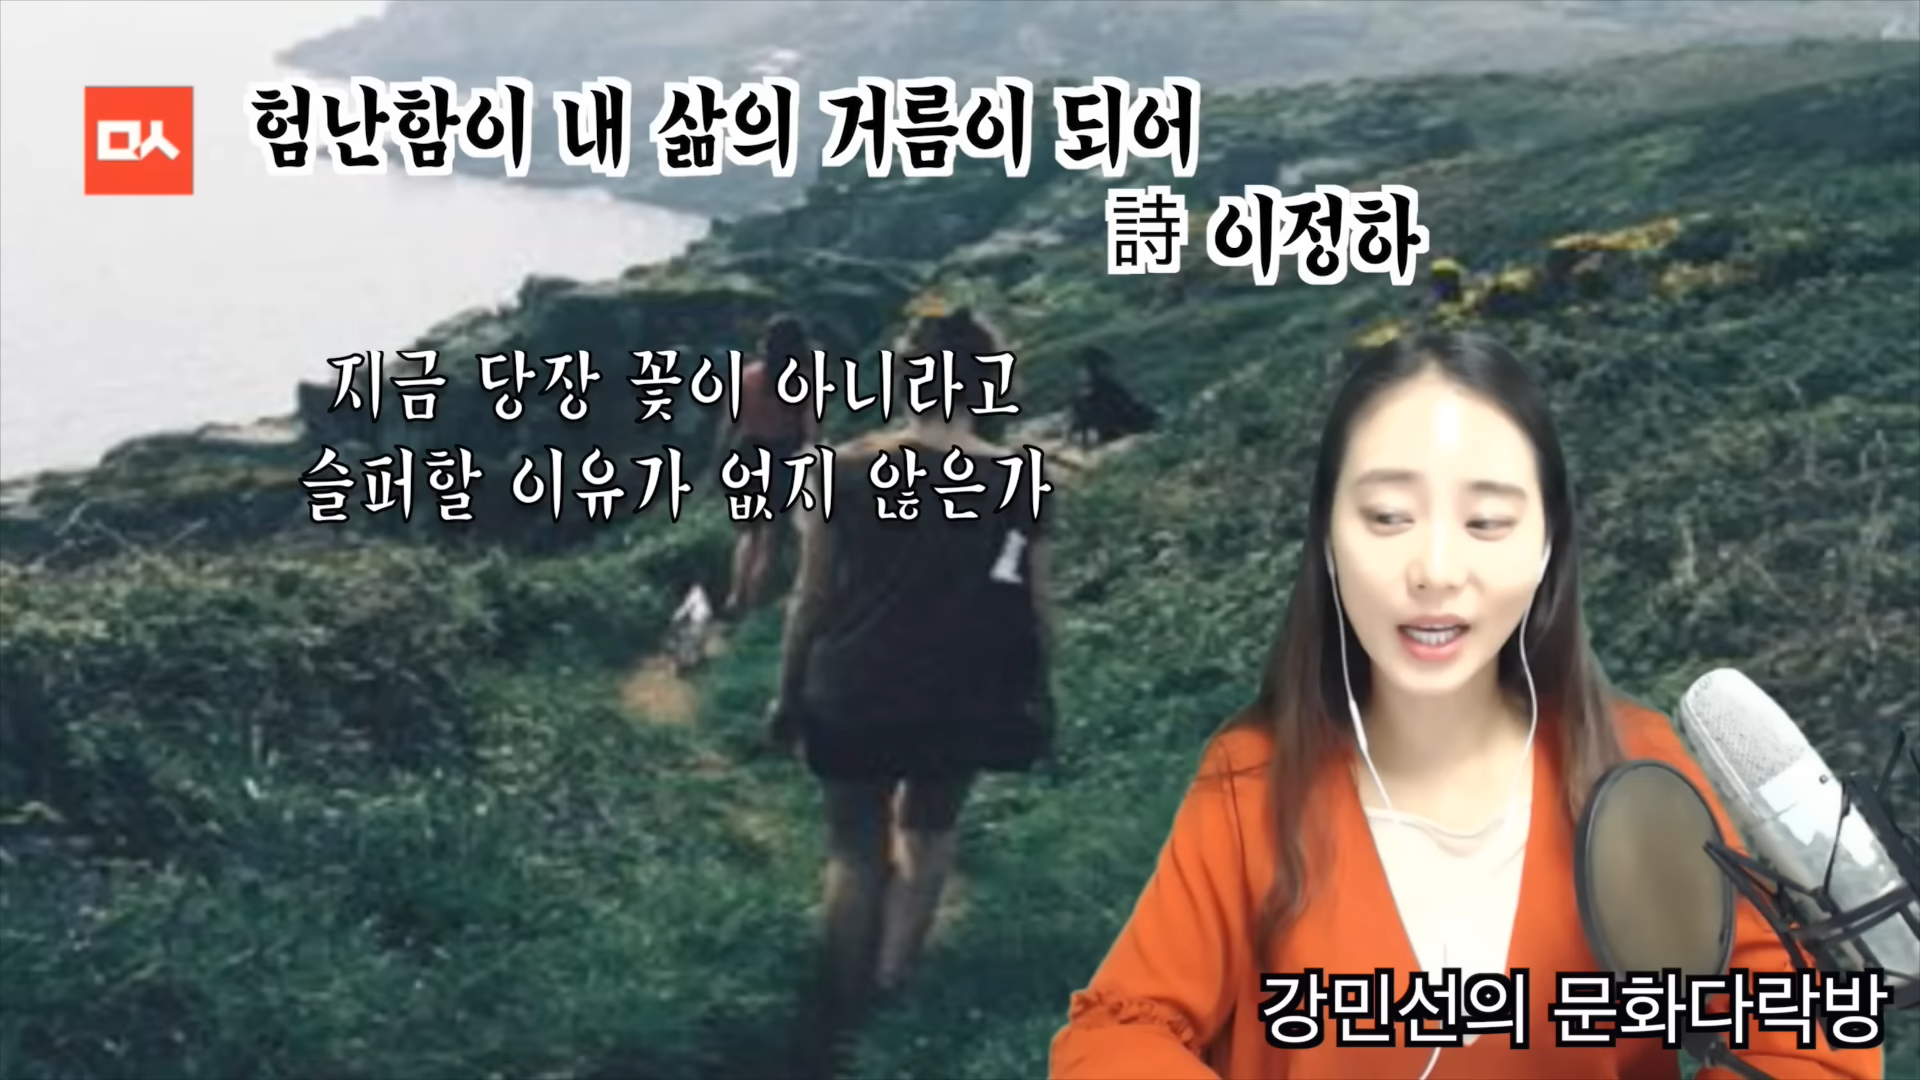 험난함이 내 삶의 거름이 되어
詩 이정하
지금 당장 꽃이 아니라고
슬퍼할 이유가 없지 않은가
강민선의 문화다락방